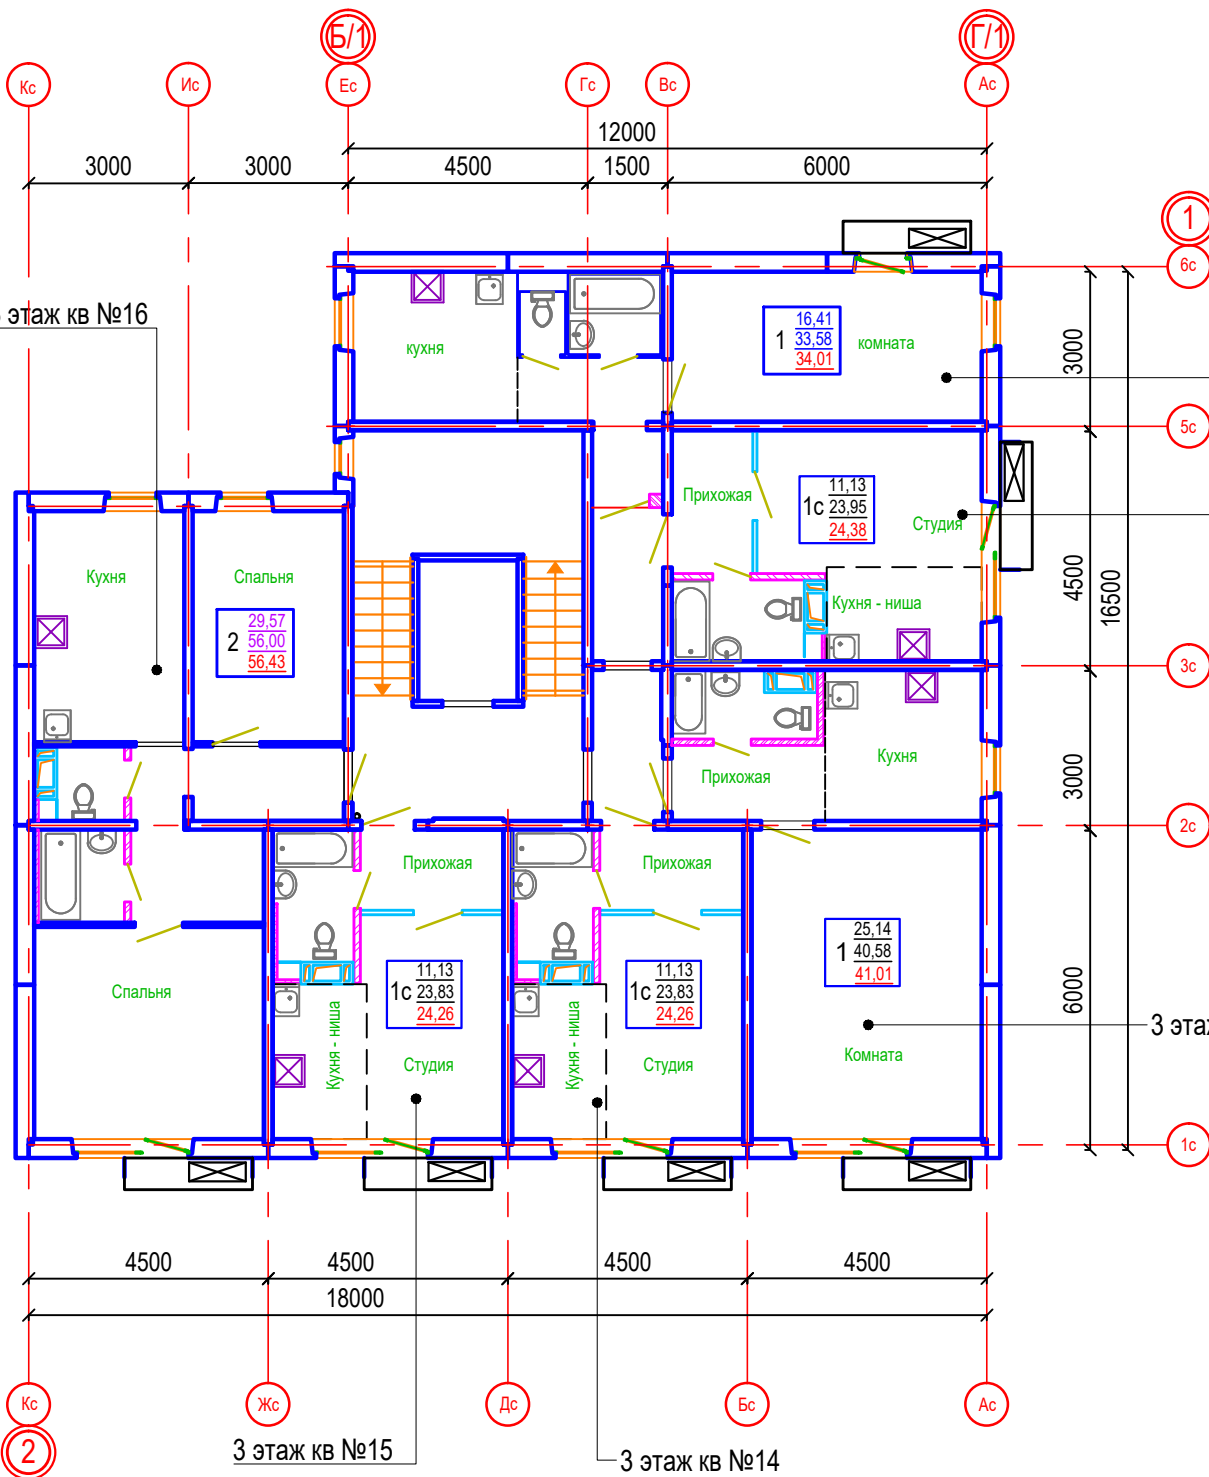 Б/1
Г/1
Кс
Ис
Ес
Гс
Вс
Ас
12000
3000
3000
4500
1500
6000
1
6с
этаж кв №16
кухня
16,41
1
33,58
34,01
комната
3000
5с
Прихожая
11,13
1с
23,95
24,38
Студия
Кухня
Спальня
4500
16500
Кухня - ниша
29,57
2
56,00
56,43
3с
Прихожая
Кухня
3000
2с
Прихожая
Прихожая
25,14
1
40,58
41,01
11,13
1с
23,83
24,26
11,13
1с
23,83
24,26
Спальня
6000
Кухня - ниша
Студия
Кухня - ниша
Студия
Комната
3 этаж
1с
4500
4500
4500
4500
18000
Кс
Жс
Дс
Бс
Ас
2
3 этаж кв №15
3 этаж кв №14